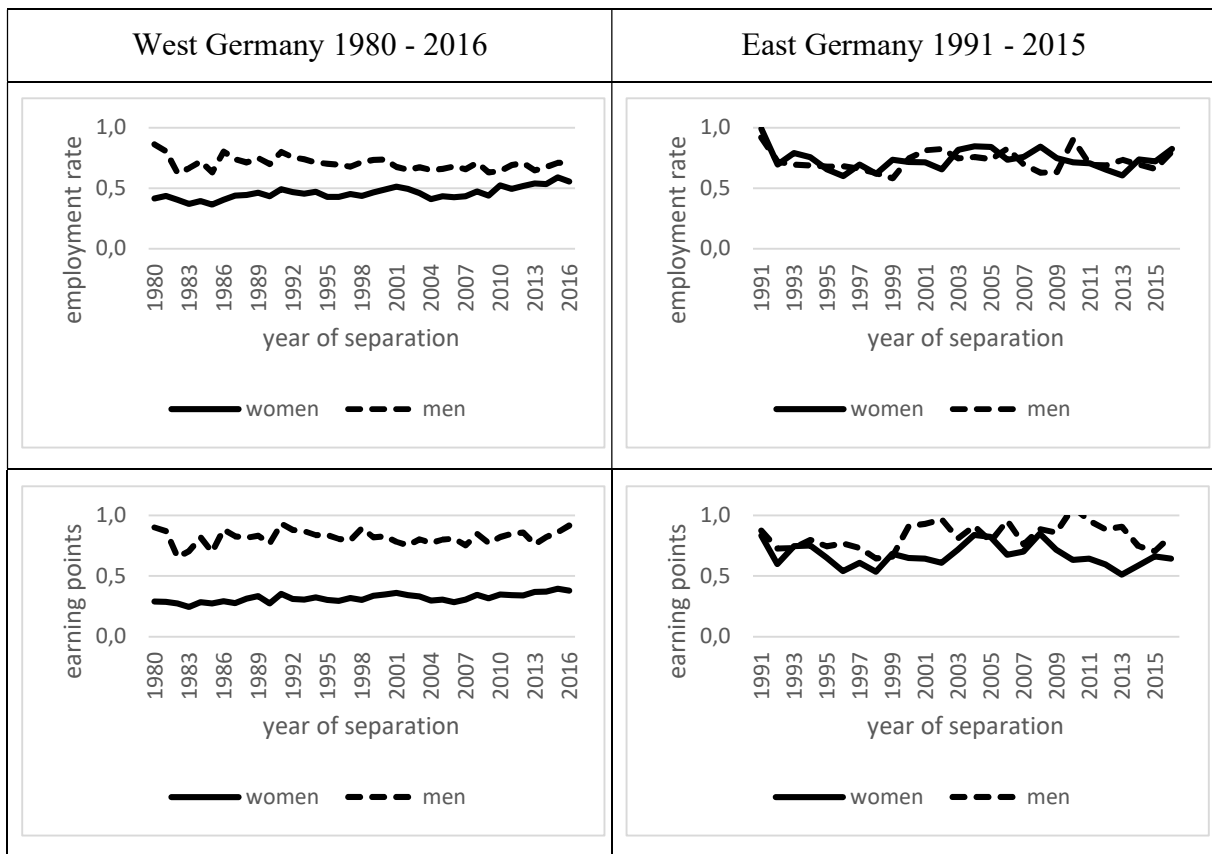 West Germany 1980 - 2016
East Germany 1991 - 2015
employment rate
1,0
0,5
0,0
1980 1983 1986 1989 1992 1995 1998 2001 2004 2007 2010 2013 2016
year of separation
women men
employment rate
1,0
0,5
0,0
1991 1993 1995 1997 1999 2001 2003 2005 2007 2009 2011 2013 2015
year of separation
women men
earning points
1,0
0,5
0,0
1980 1983 1986 1989 1992 1995 1998 2001 2004 2007 2010 2013 2016
year of separation
women men
earning points
1,0
0,5
0,0
1991 1993 1995 1997 1999 2001 2003 2005 2007 2009 2011 2013 2015
year of separation
women men